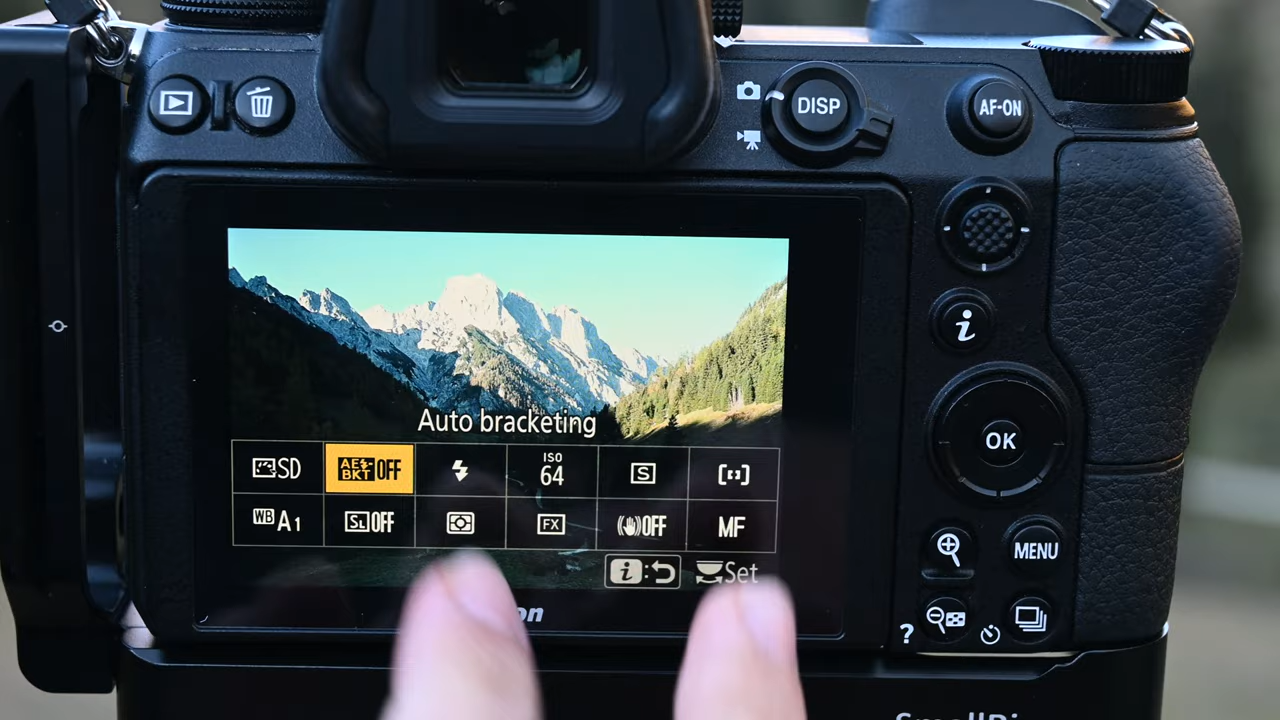 DISP
AF-ON
i
Auto bracketing
SD
AE BKT OFF
ISO 64
S
WB A1
SL OFF
FX
OFF
MF
i : Set
OK
MENU
?